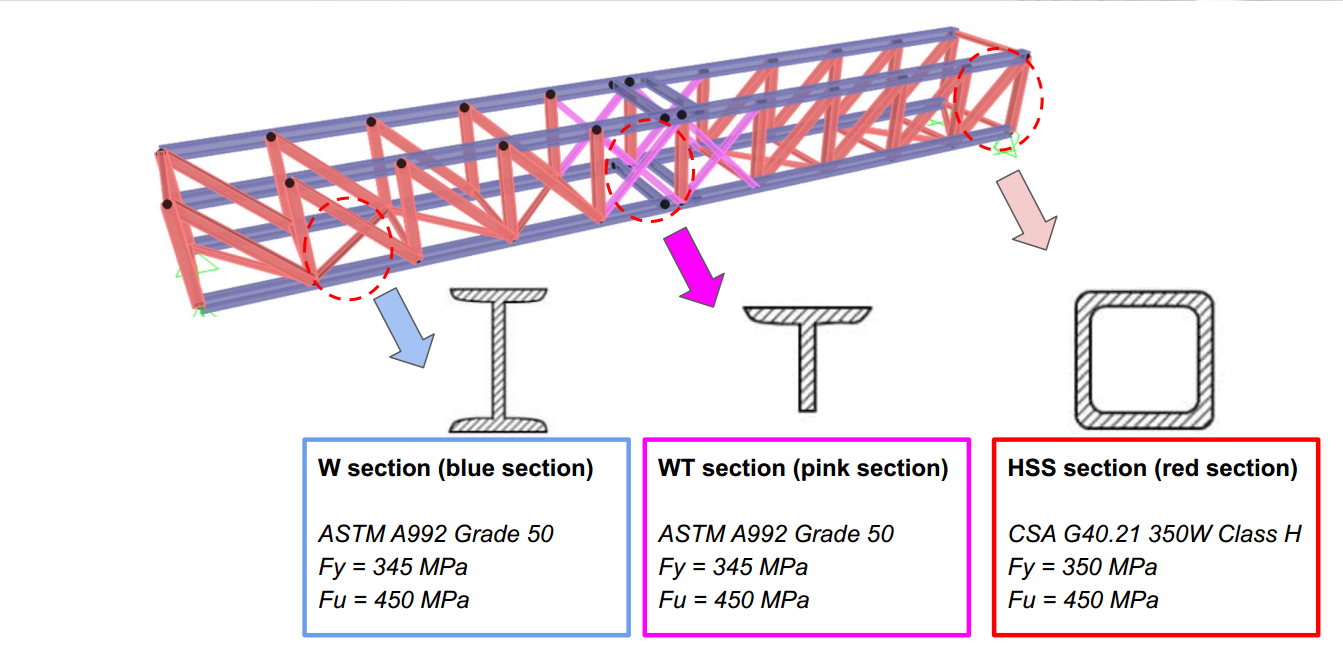 W section (blue section)
ASTM A992 Grade 50
Fy = 345 MPa
Fu = 450 MPa
WT section (pink section)
ASTM A992 Grade 50
Fy = 345 MPa
Fu = 450 MPa
HSS section (red section)
CSA G40.21 350W Class H
Fy = 350 MPa
Fu = 450 MPa